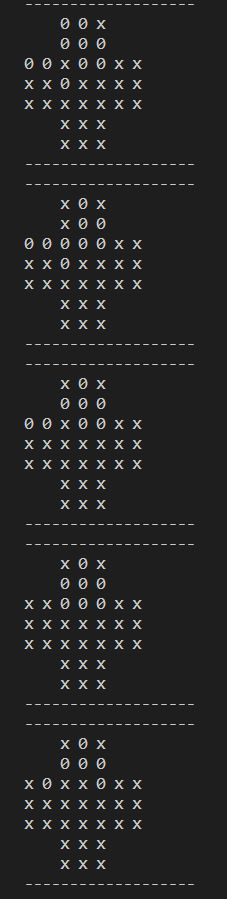 -------------------
    0 0 x
    0 0 0
0 0 x 0 0 x x
x x 0 x x x x
x x x x x x x
    x x x
    x x x
-------------------
-------------------
    x 0 x
    x 0 0
0 0 0 0 0 x x
x x 0 x x x x
x x x x x x x
    x x x
    x x x
-------------------
-------------------
    x 0 x
    0 0 0
0 0 x 0 0 x x
x x x x x x x
x x x x x x x
    x x x
    x x x
-------------------
-------------------
    x 0 x
    0 0 0
x x 0 0 0 x x
x x x x x x x
x x x x x x x
    x x x
    x x x
-------------------
-------------------
    x 0 x
    0 0 0
x 0 x x 0 x x
x x x x x x x
x x x x x x x
    x x x
    x x x
-------------------